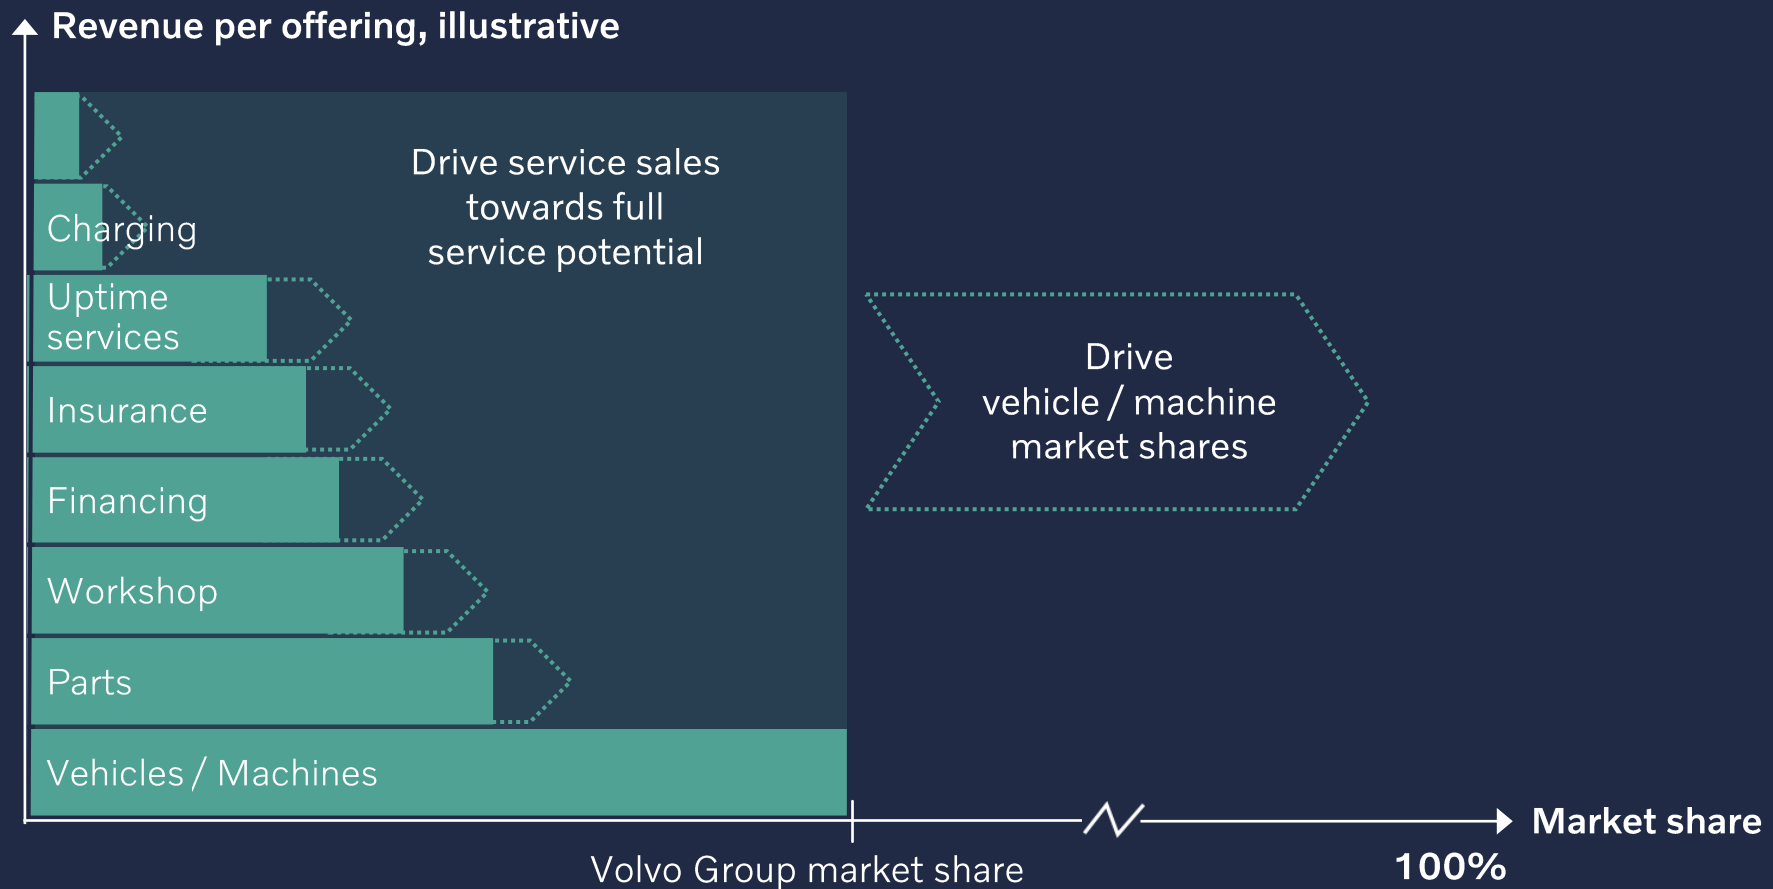 Revenue per offering, illustrative
Drive service sales
towards full
service potential
Charging
Uptime
services
Insurance
Financing
Workshop
Parts
Vehicles / Machines
Drive
vehicle / machine
market shares
Market share
Volvo Group market share
100%